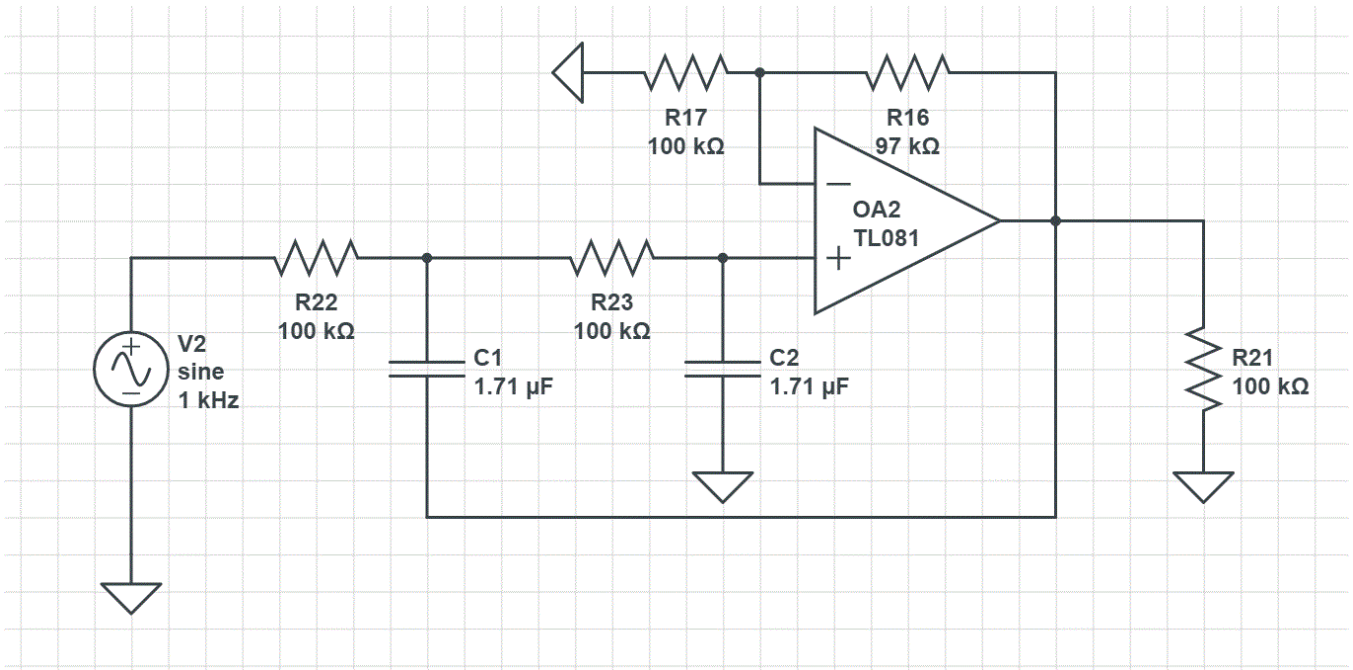 R17
100 kΩ
R16
97 kΩ
OA2
TL081
R22
100 kΩ
R23
100 kΩ
V2
sine
1 kHz
C1
1.71 µF
C2
1.71 µF
R21
100 kΩ